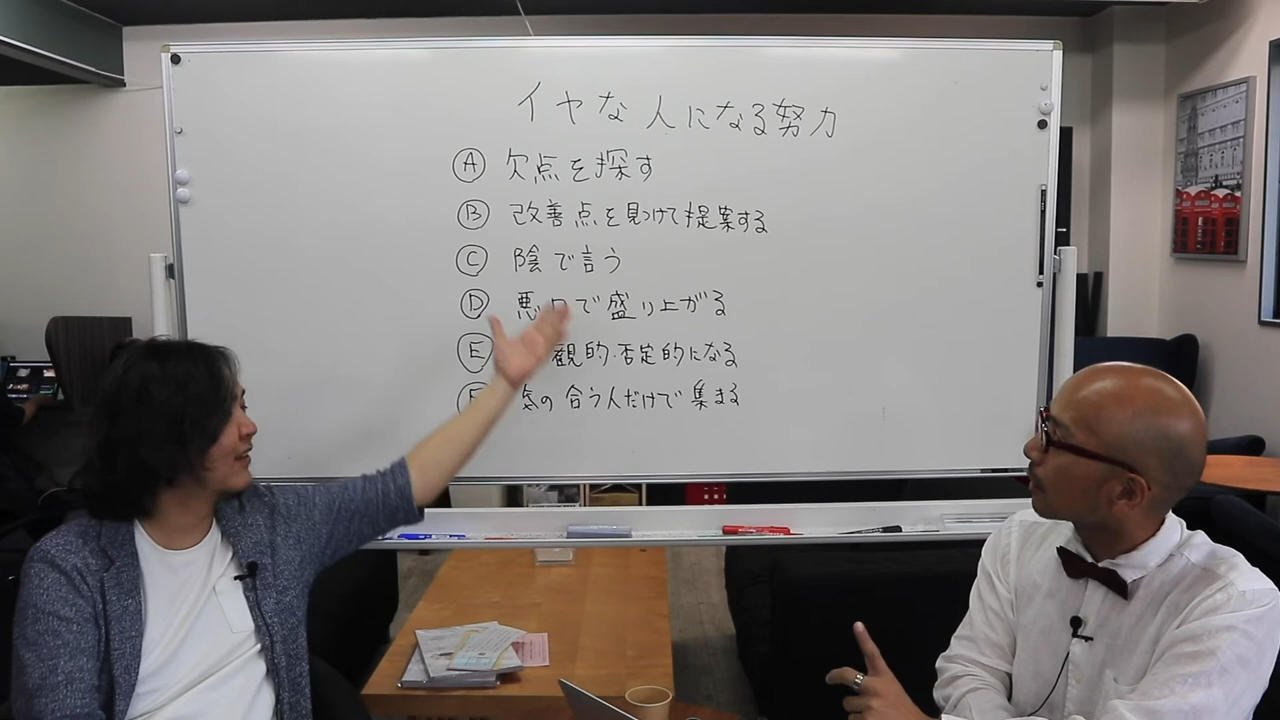 イヤな人になる努力
Ⓐ 欠点を探す
Ⓑ 改善点を見つけて提案する
Ⓒ 陰で言う
Ⓓ 悪口で盛り上がる
Ⓔ 観的・否定的になる
気の合う人だけで集まる